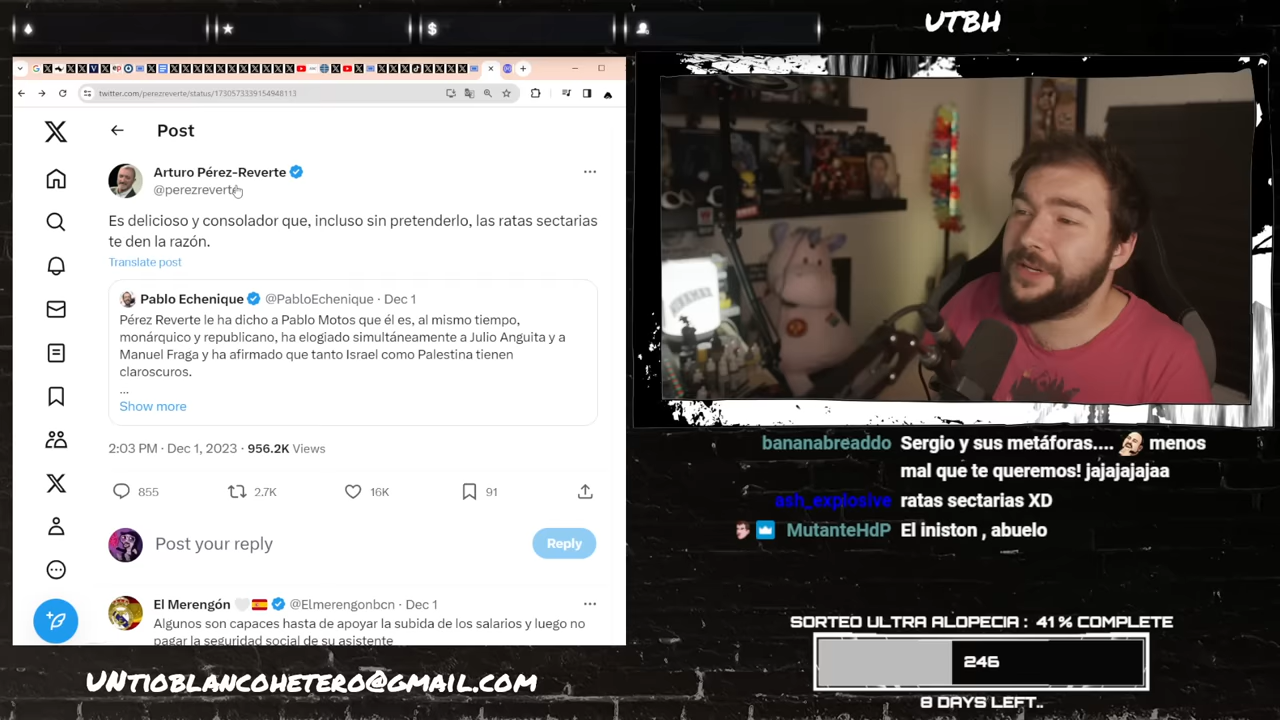 UTBH
twitter.com/perezreverte/status/1730573339154948113
Post
Arturo Pérez-Reverte
@perezreverte
Es delicioso y consolador que, incluso sin pretenderlo, las ratas sectarias
te den la razón.
Translate post
Pablo Echenique @PabloEchenique · Dec 1
Pérez Reverte le ha dicho a Pablo Motos que él es, al mismo tiempo,
monárquico y republicano, ha elogiado simultáneamente a Julio Anguita y a
Manuel Fraga y ha afirmado que tanto Israel como Palestina tienen
claroscuros.
...
Show more
2:03 PM · Dec 1, 2023 · 956.2K Views
855 2.7K 16K 91
Post your reply
Reply
El Merengón @Elmerengonbcn · Dec 1
Algunos son capaces hasta de apoyar la subida de los salarios y luego no
pagar la seguridad social de su asistente
bananabreaddo Sergio y sus metáforas.... menos
mal que te queremos! jajajajajaa
ash_explosive ratas sectarias XD
MutanteHdP El iniston , abuelo
SORTEO ULTRA ALOPECIA : 41% COMPLETE
246
8 DAYS LEFT..
UNTIOBLANCOHETERO@GMAIL.COM